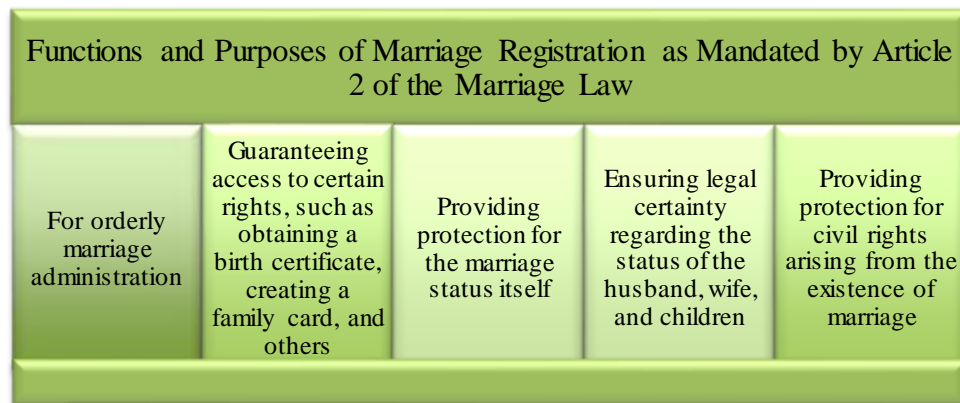 Functions and Purposes of Marriage Registration as Mandated by Article
2 of the Marriage Law
For orderly
marriage
administration
Guaranteeing
access to certain
rights, such as
obtaining a
birth certificate,
creating a
family card, and
others
Providing
protection for
the marriage
status itself
Ensuring legal
certainty
regarding the
status of the
husband, wife,
and children
Providing
protection for
civil rights
arising from the
existence of
marriage